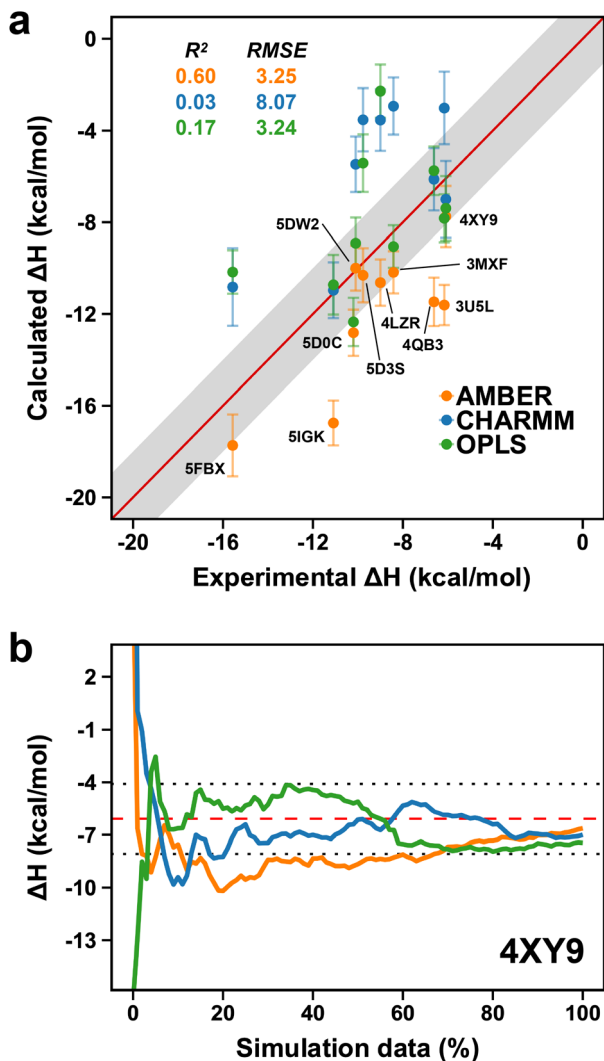 a
R² RMSE
0.60 3.25
0.03 8.07
0.17 3.24
0
-4
-8
-12
-16
-20
Calculated ΔH (kcal/mol)
5DW2
4XY9
3MXF
3U5L
4LZR
4QB3
5D0C
5D3S
5IGK
5FBX
AMBER
CHARMM
OPLS
-20 -16 -12 -8 -4 0
Experimental ΔH (kcal/mol)
b
2
-1
-4
-7
-10
-13
ΔH (kcal/mol)
4XY9
0 20 40 60 80 100
Simulation data (%)